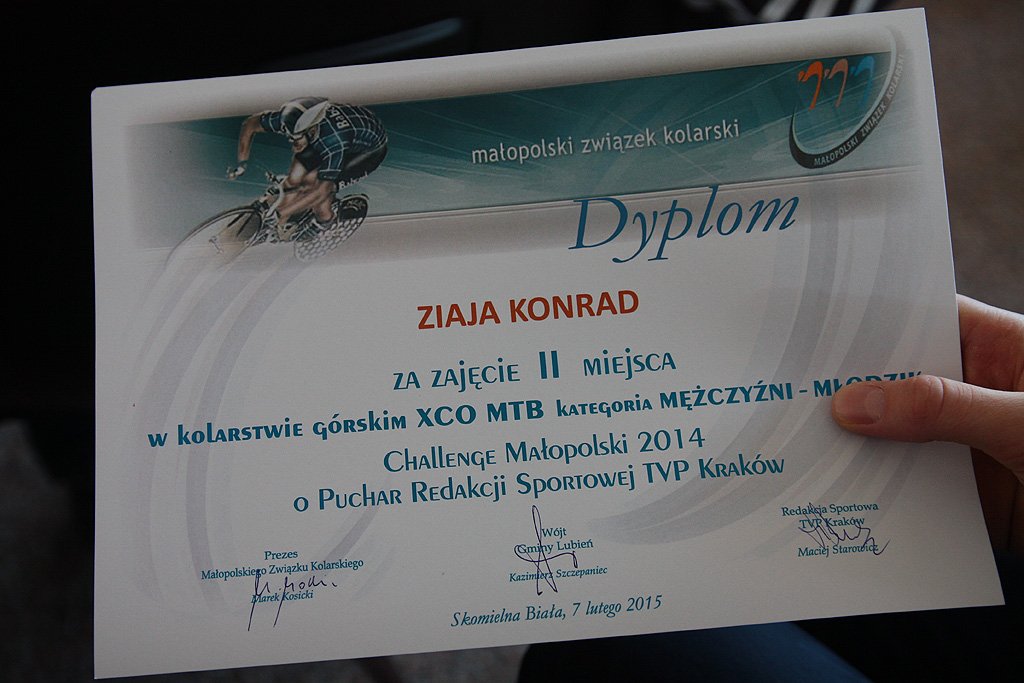 małopolski związek kolarski
MAŁOPOLSKI ZWIĄZEK KOLARSKI
Dyplom
ZIAJA KONRAD
za zajęcie II miejsca
w kolarstwie górskim XCO MTB kategoria MĘŻCZYŹNI - MŁODZIK
Challenge Małopolski 2014
o Puchar Redakcji Sportowej TVP Kraków
Prezes
Małopolskiego Związku Kolarskiego
Marek Kosicki
Wójt
Gminy Lubień
Kazimierz Szczepaniec
Redakcja Sportowa
TVP Kraków
Maciej Starowicz
Skomielna Biała, 7 lutego 2015